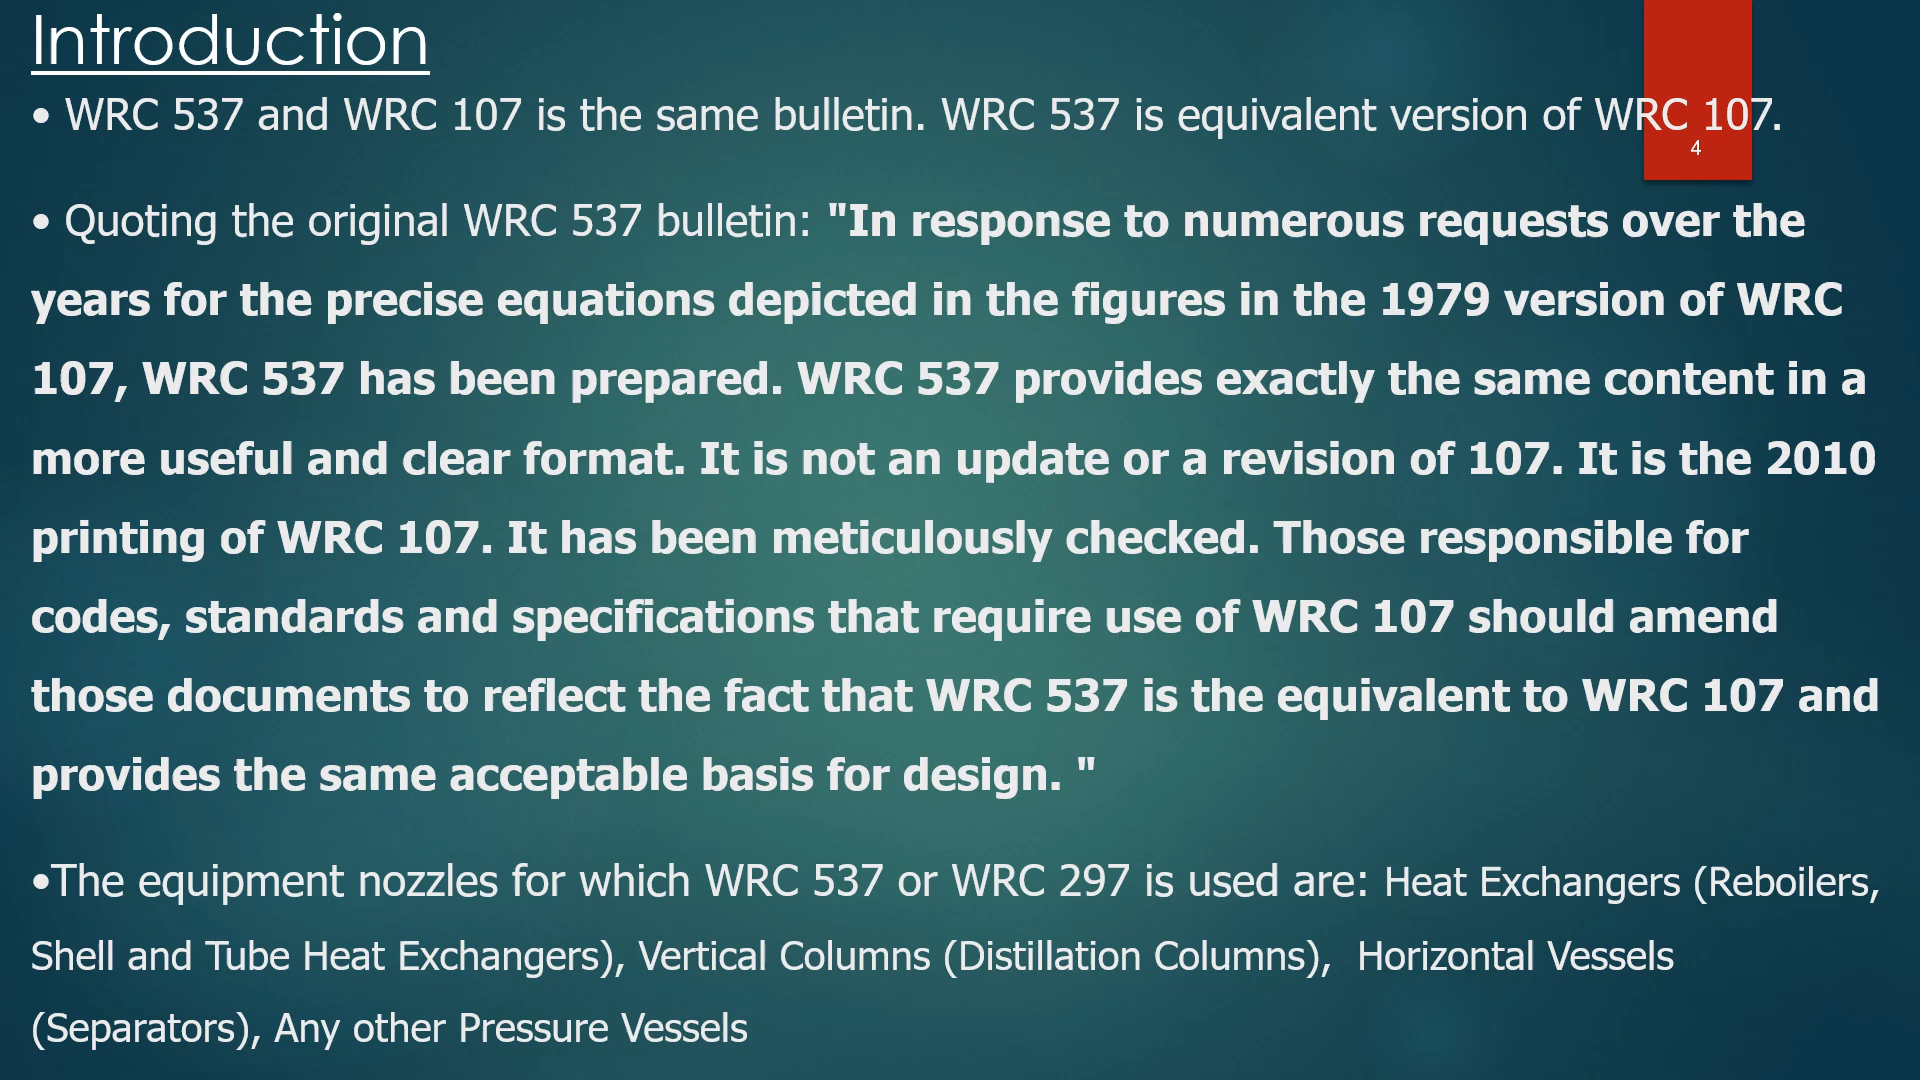 Introduction
• WRC 537 and WRC 107 is the same bulletin. WRC 537 is equivalent version of WRC 107.
4
• Quoting the original WRC 537 bulletin: "In response to numerous requests over the
years for the precise equations depicted in the figures in the 1979 version of WRC
107, WRC 537 has been prepared. WRC 537 provides exactly the same content in a
more useful and clear format. It is not an update or a revision of 107. It is the 2010
printing of WRC 107. It has been meticulously checked. Those responsible for
codes, standards and specifications that require use of WRC 107 should amend
those documents to reflect the fact that WRC 537 is the equivalent to WRC 107 and
provides the same acceptable basis for design. "
•The equipment nozzles for which WRC 537 or WRC 297 is used are: Heat Exchangers (Reboilers,
Shell and Tube Heat Exchangers), Vertical Columns (Distillation Columns),  Horizontal Vessels
(Separators), Any other Pressure Vessels